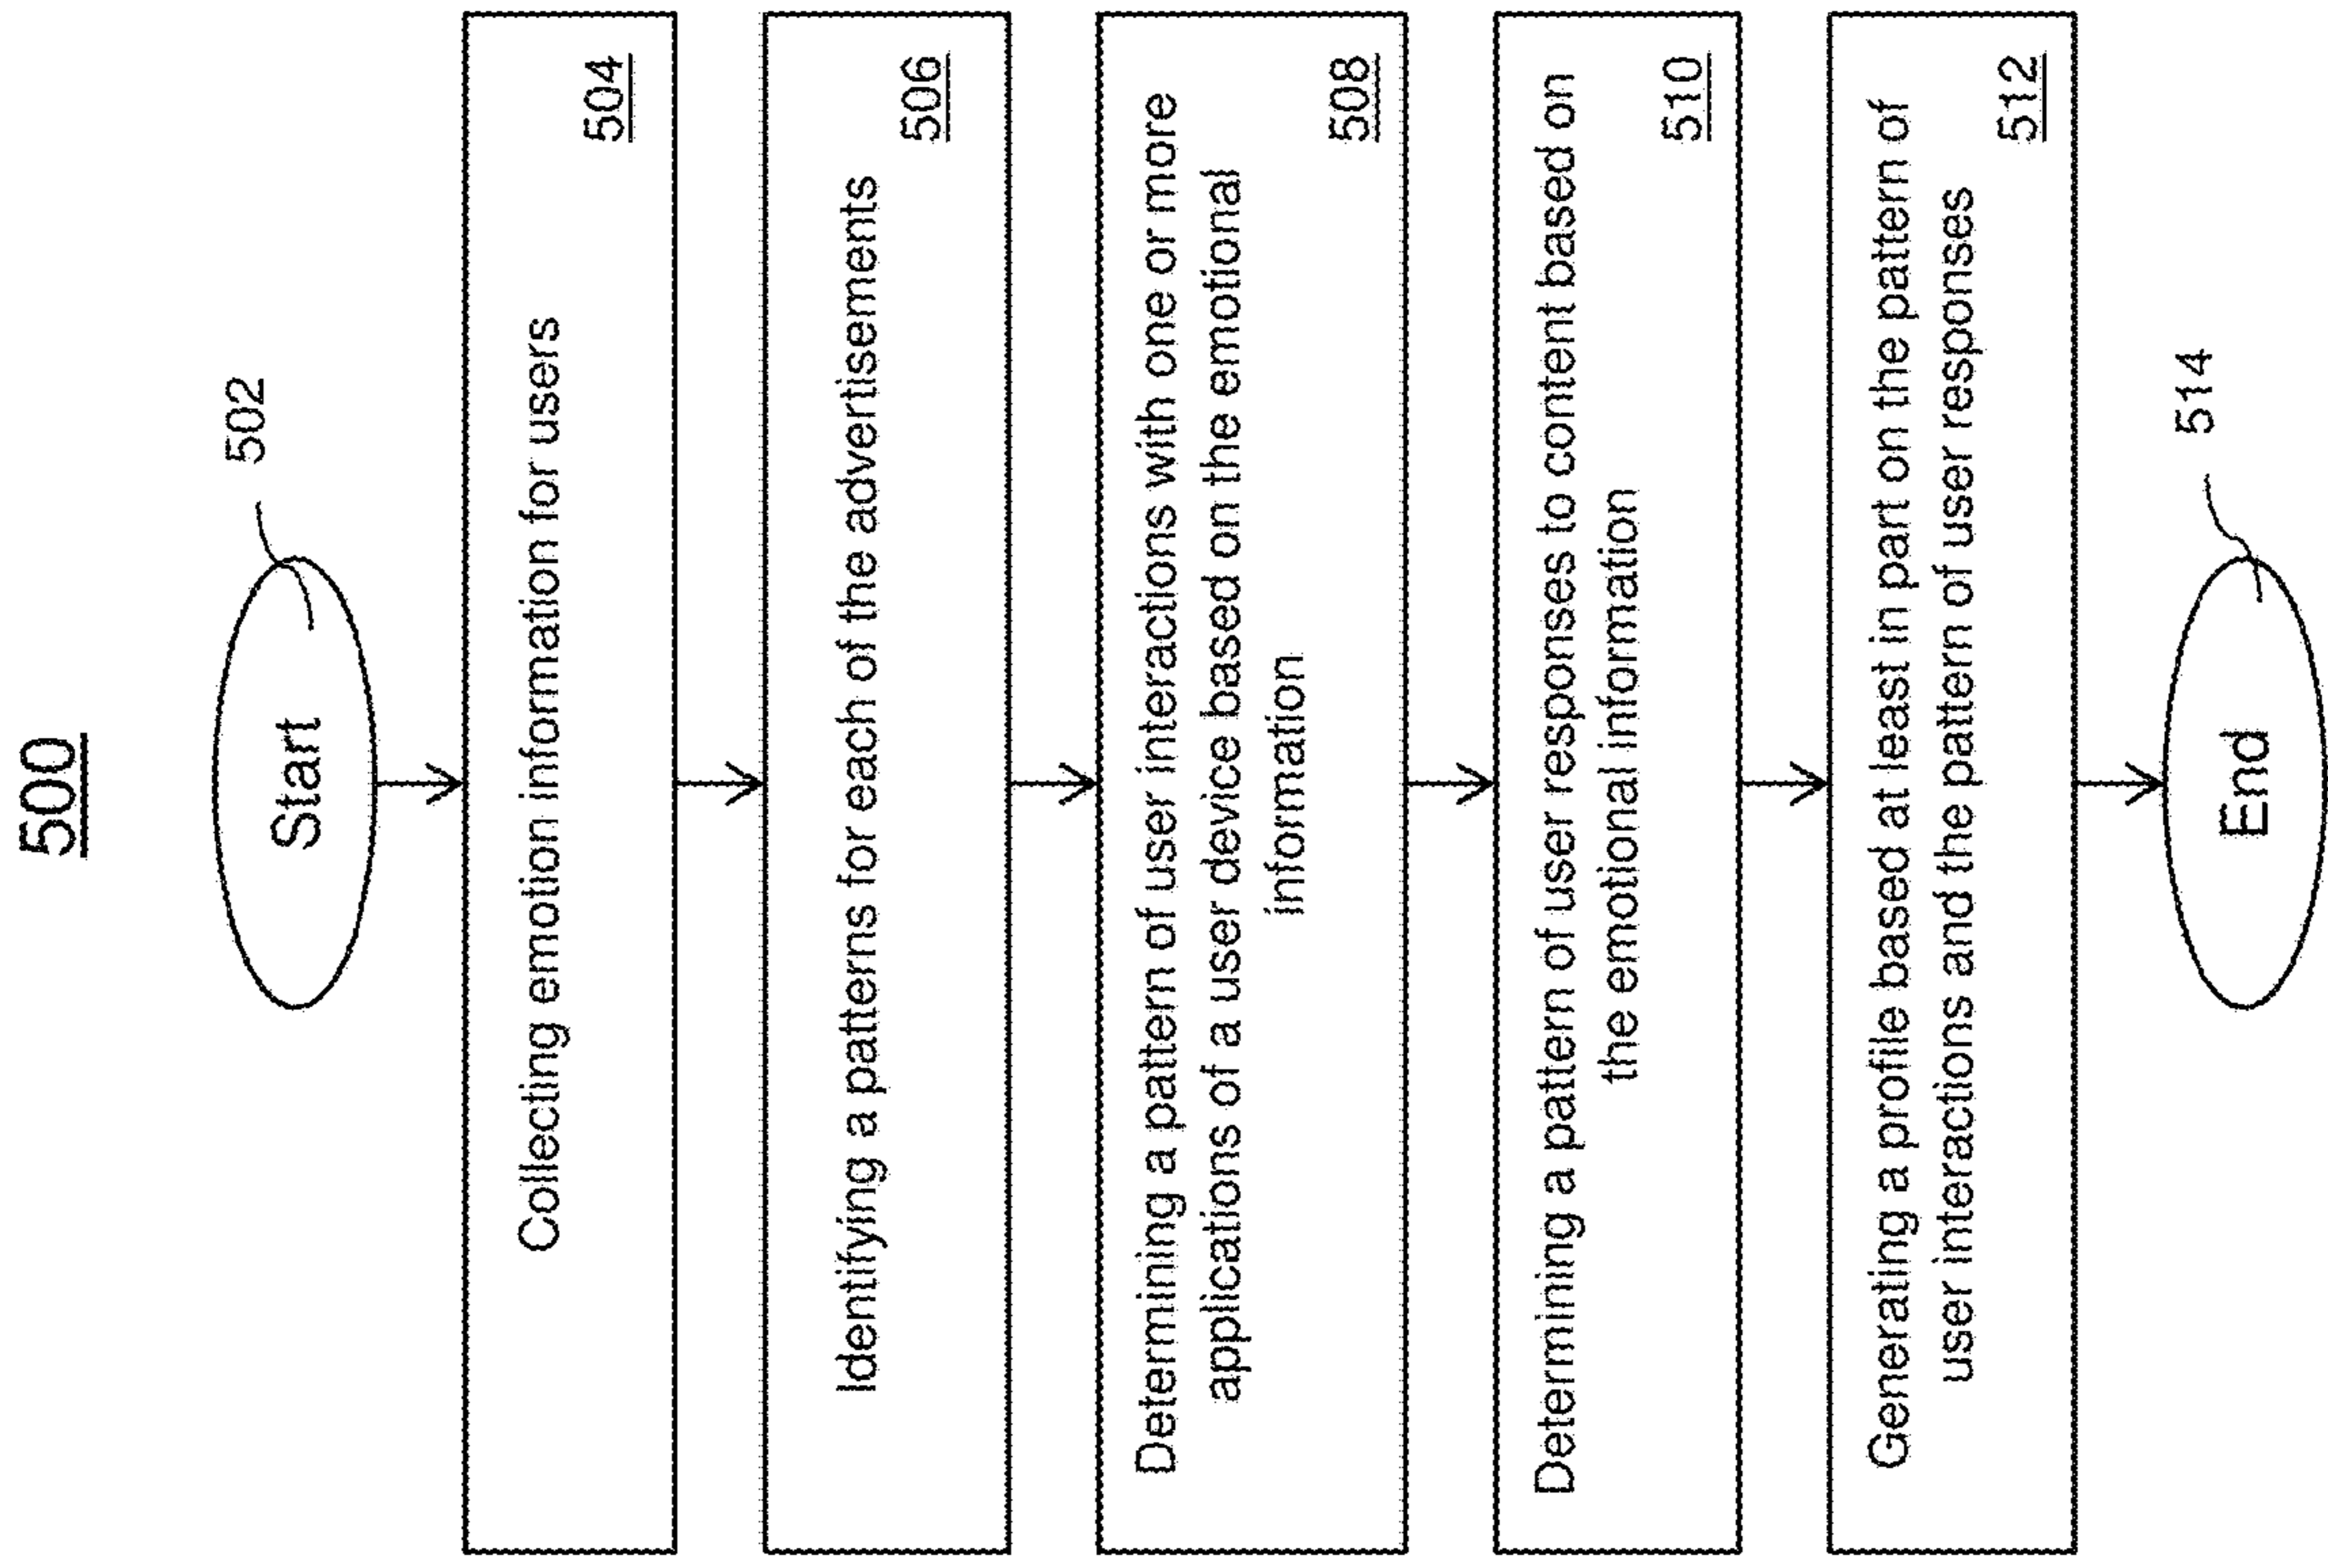 500
502
Start
Collecting emotion information for users
504
Identifying a patterns for each of the advertisements
506
Determining a pattern of user interactions with one or more
applications of a user device based on the emotional
information
508
Determining a pattern of user responses to content based on
the emotional information
510
Generating a profile based at least in part on the pattern of
user interactions and the pattern of user responses
512
514
End